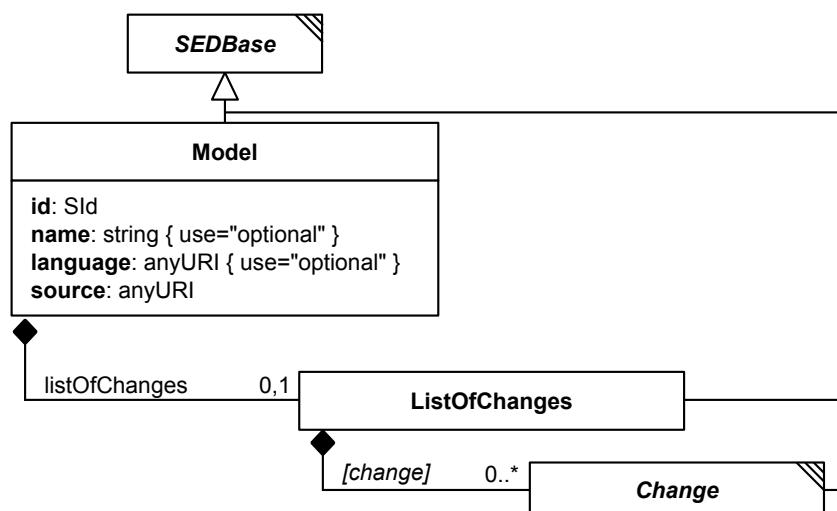 SEDBase
Model
id: SId
name: string { use="optional" }
language: anyURI { use="optional" }
source: anyURI
listOfChanges 0,1
ListOfChanges
[change] 0..*
Change